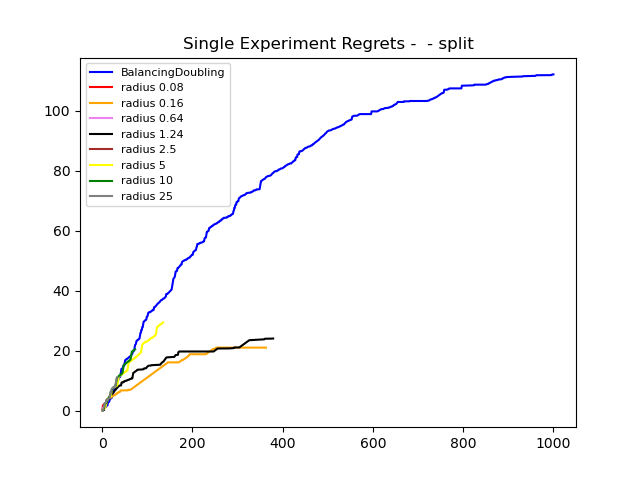 Single Experiment Regrets -  - split
BalancingDoubling
radius 0.08
radius 0.16
radius 0.64
radius 1.24
radius 2.5
radius 5
radius 10
radius 25
100
80
60
40
20
0
0 200 400 600 800 1000